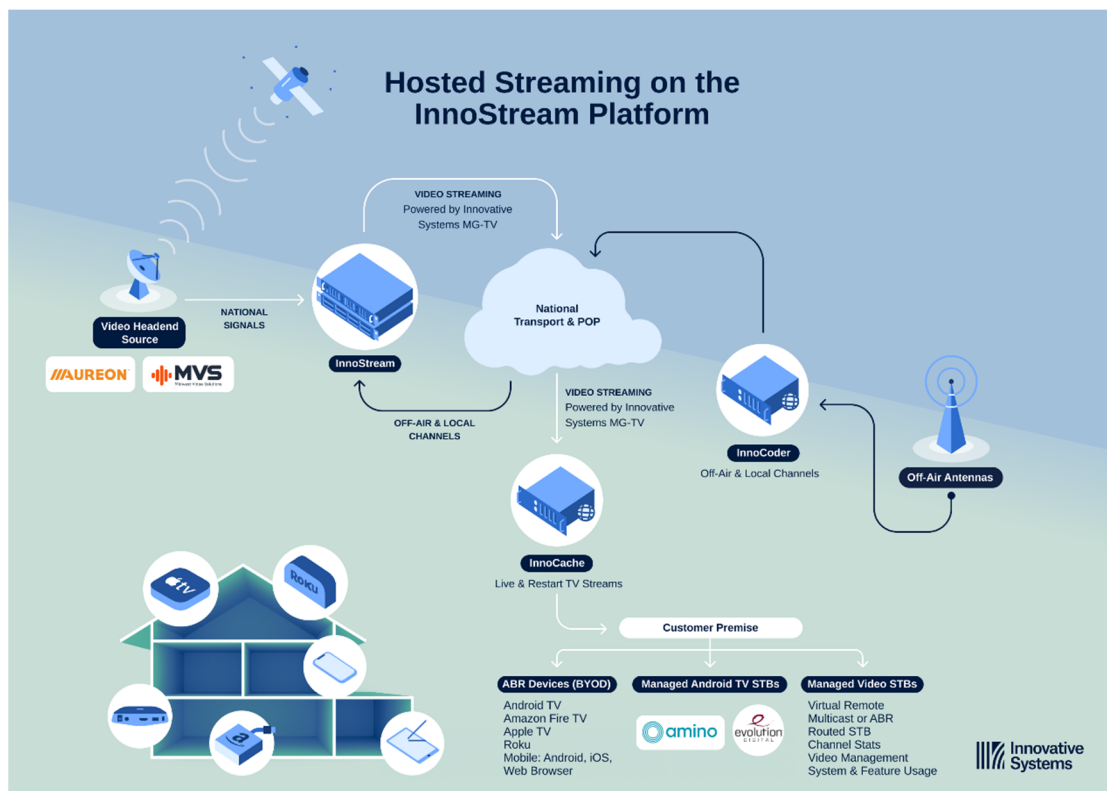 Hosted Streaming on the
InnoStream Platform
VIDEO STREAMING
Powered by Innovative
Systems MG-TV
National
Transport & POP
NATIONAL
SIGNALS
Video Headend
Source
AUREON
MVS
Midwest Video Solutions
InnoStream
OFF-AIR & LOCAL
CHANNELS
VIDEO STREAMING
Powered by Innovative
Systems MG-TV
InnoCoder
Off-Air & Local Channels
Off-Air Antennas
InnoCache
Live & Restart TV Streams
Customer Premise
ABR Devices (BYOD)
Android TV
Amazon Fire TV
Apple TV
Roku
Mobile: Android, iOS,
Web Browser
Managed Android TV STBs
amino
evolution
DIGITAL
Managed Video STBs
Virtual Remote
Multicast or ABR
Routed STB
Channel Stats
Video Management
System & Feature Usage
tv
Roku
a
Innovative
Systems